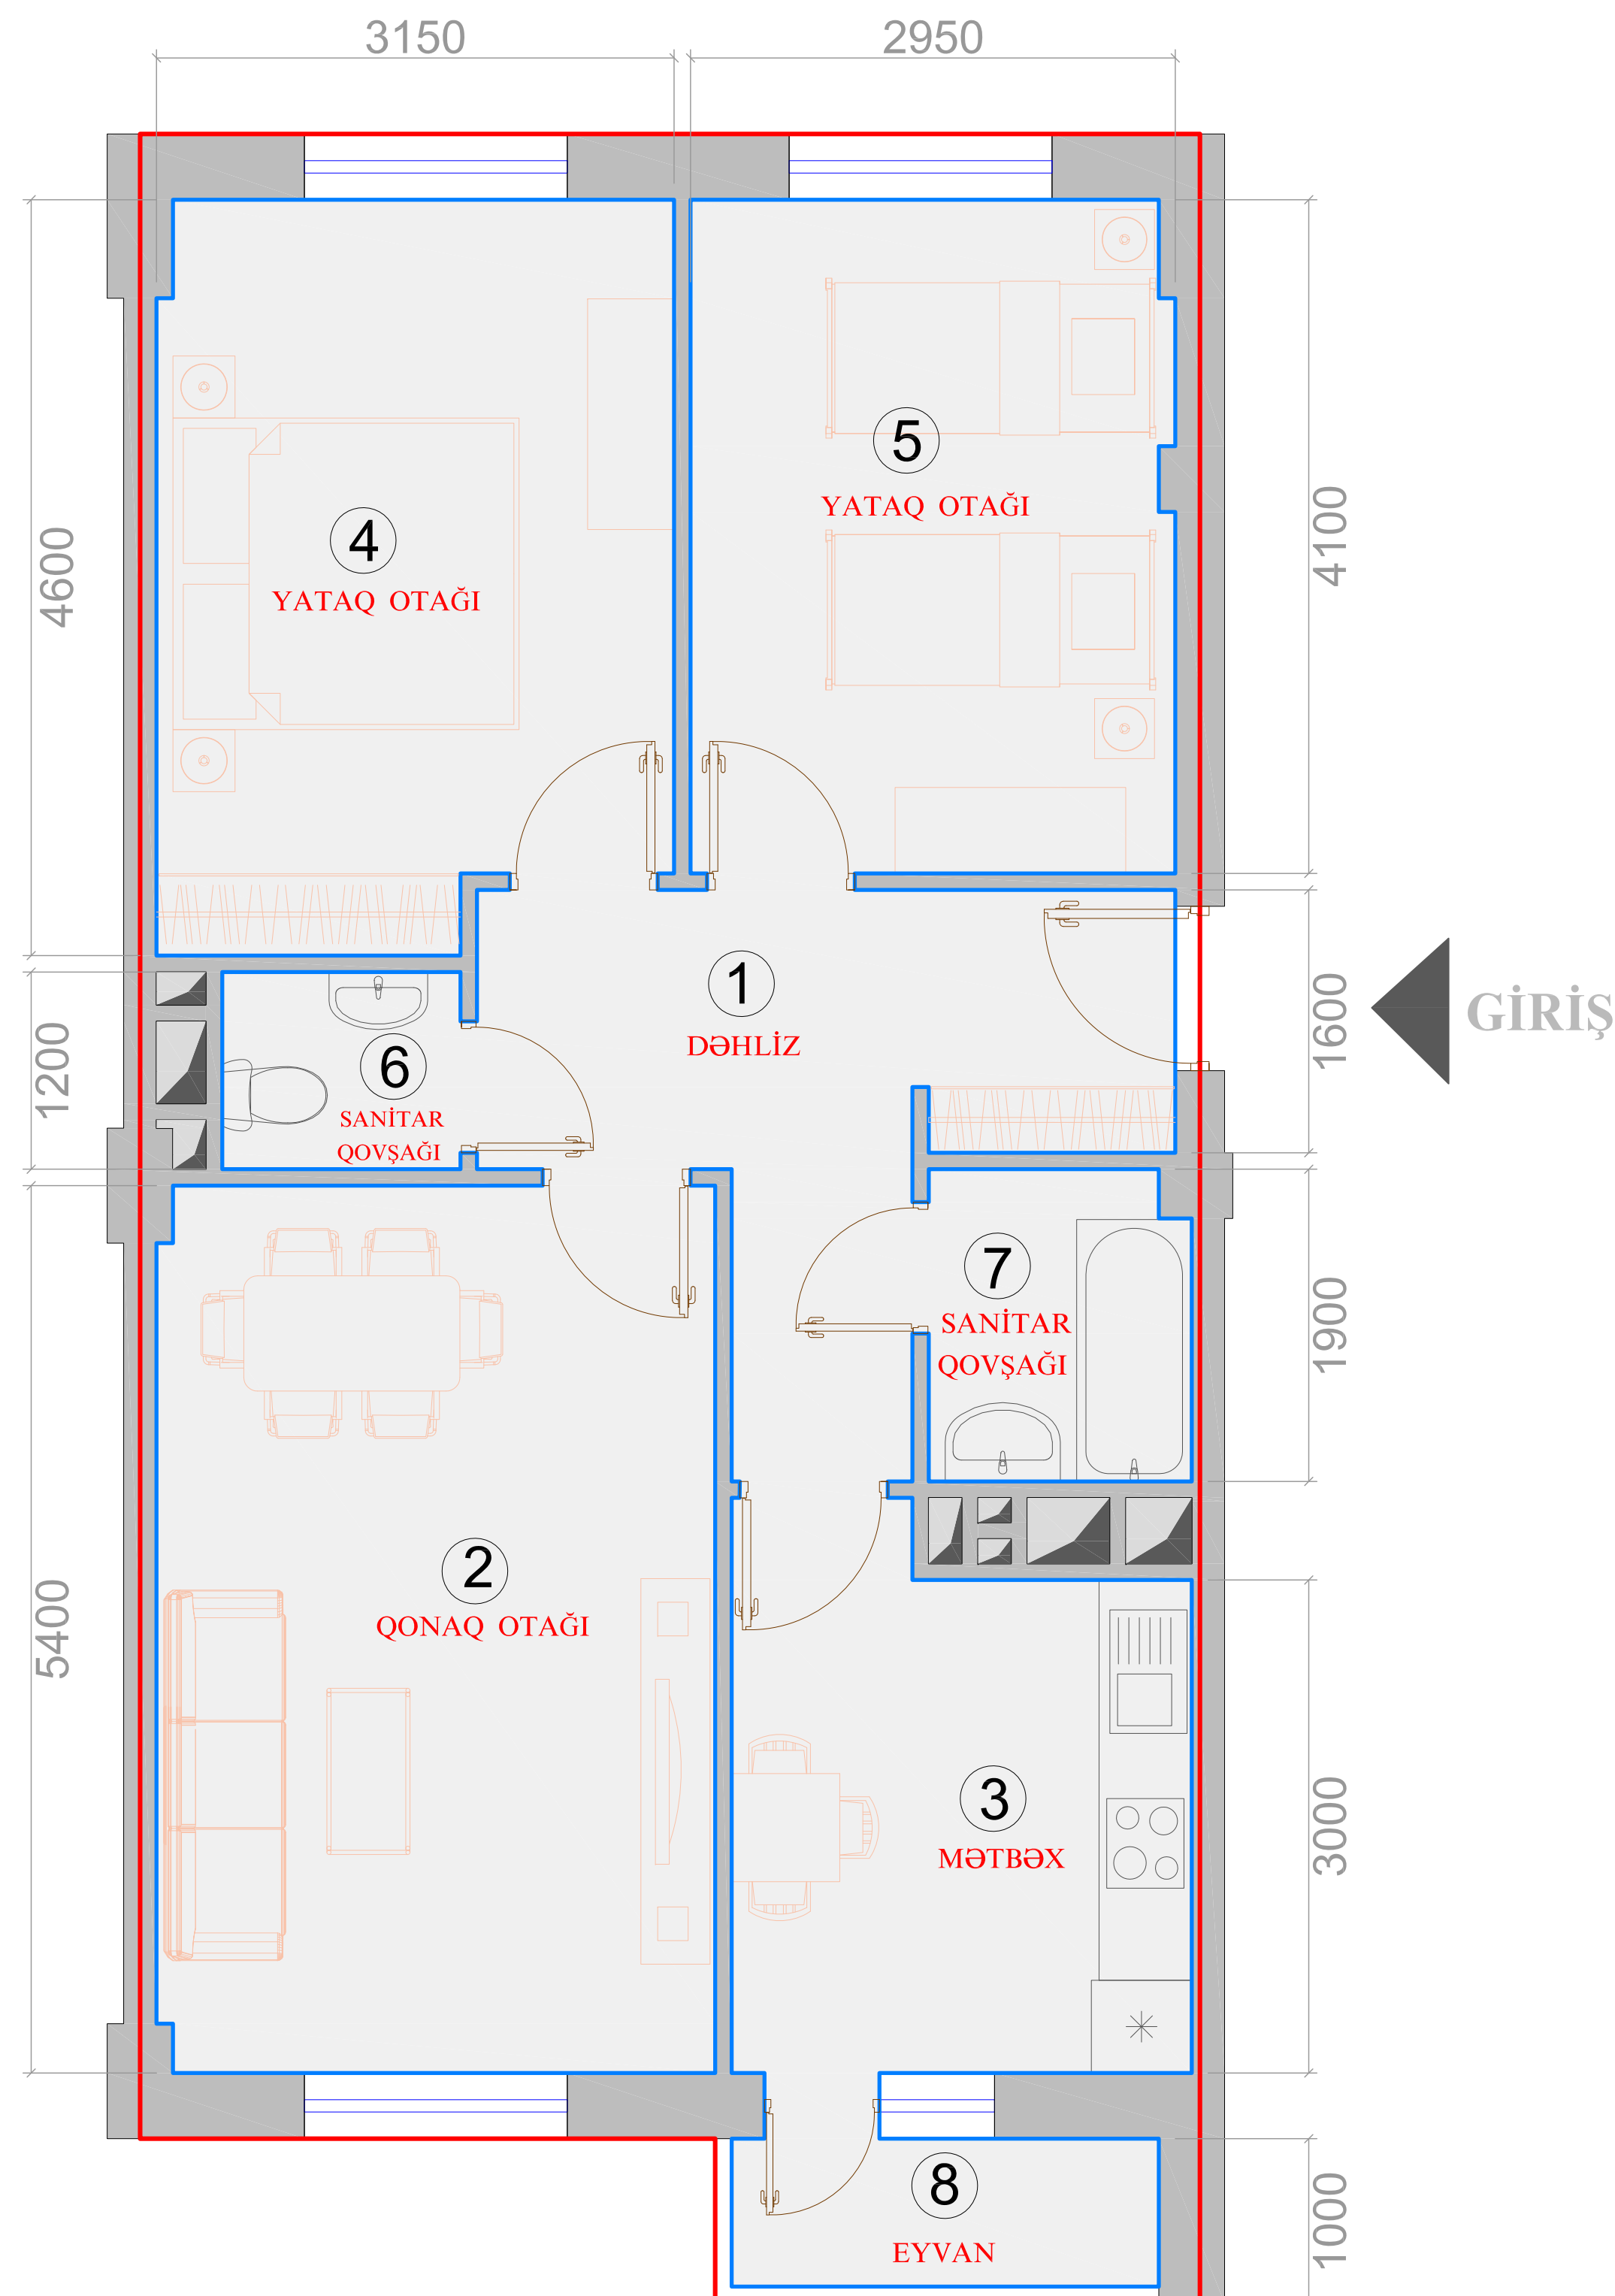 3150
2950
5
YATAQ OTAĞI
4
YATAQ OTAĞI
4600
4100
1
DƏHLİZ
GİRİŞ
1600
1200
6
SANİTAR
QOVŞAĞI
7
SANİTAR
QOVŞAĞI
1900
2
QONAQ OTAĞI
5400
3
MƏTBƏX
3000
8
EYVAN
1000